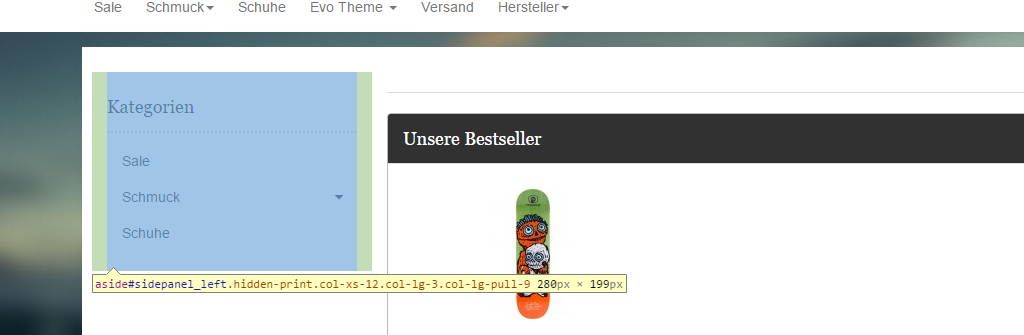 Sale Schmuck Schuhe Evo Theme Versand Hersteller
Kategorien
Sale
Schmuck
Schuhe
Unsere Bestseller
aside#sidepanel_left.hidden-print.col-xs-12.col-lg-3.col-lg-pull-9 280px × 199px